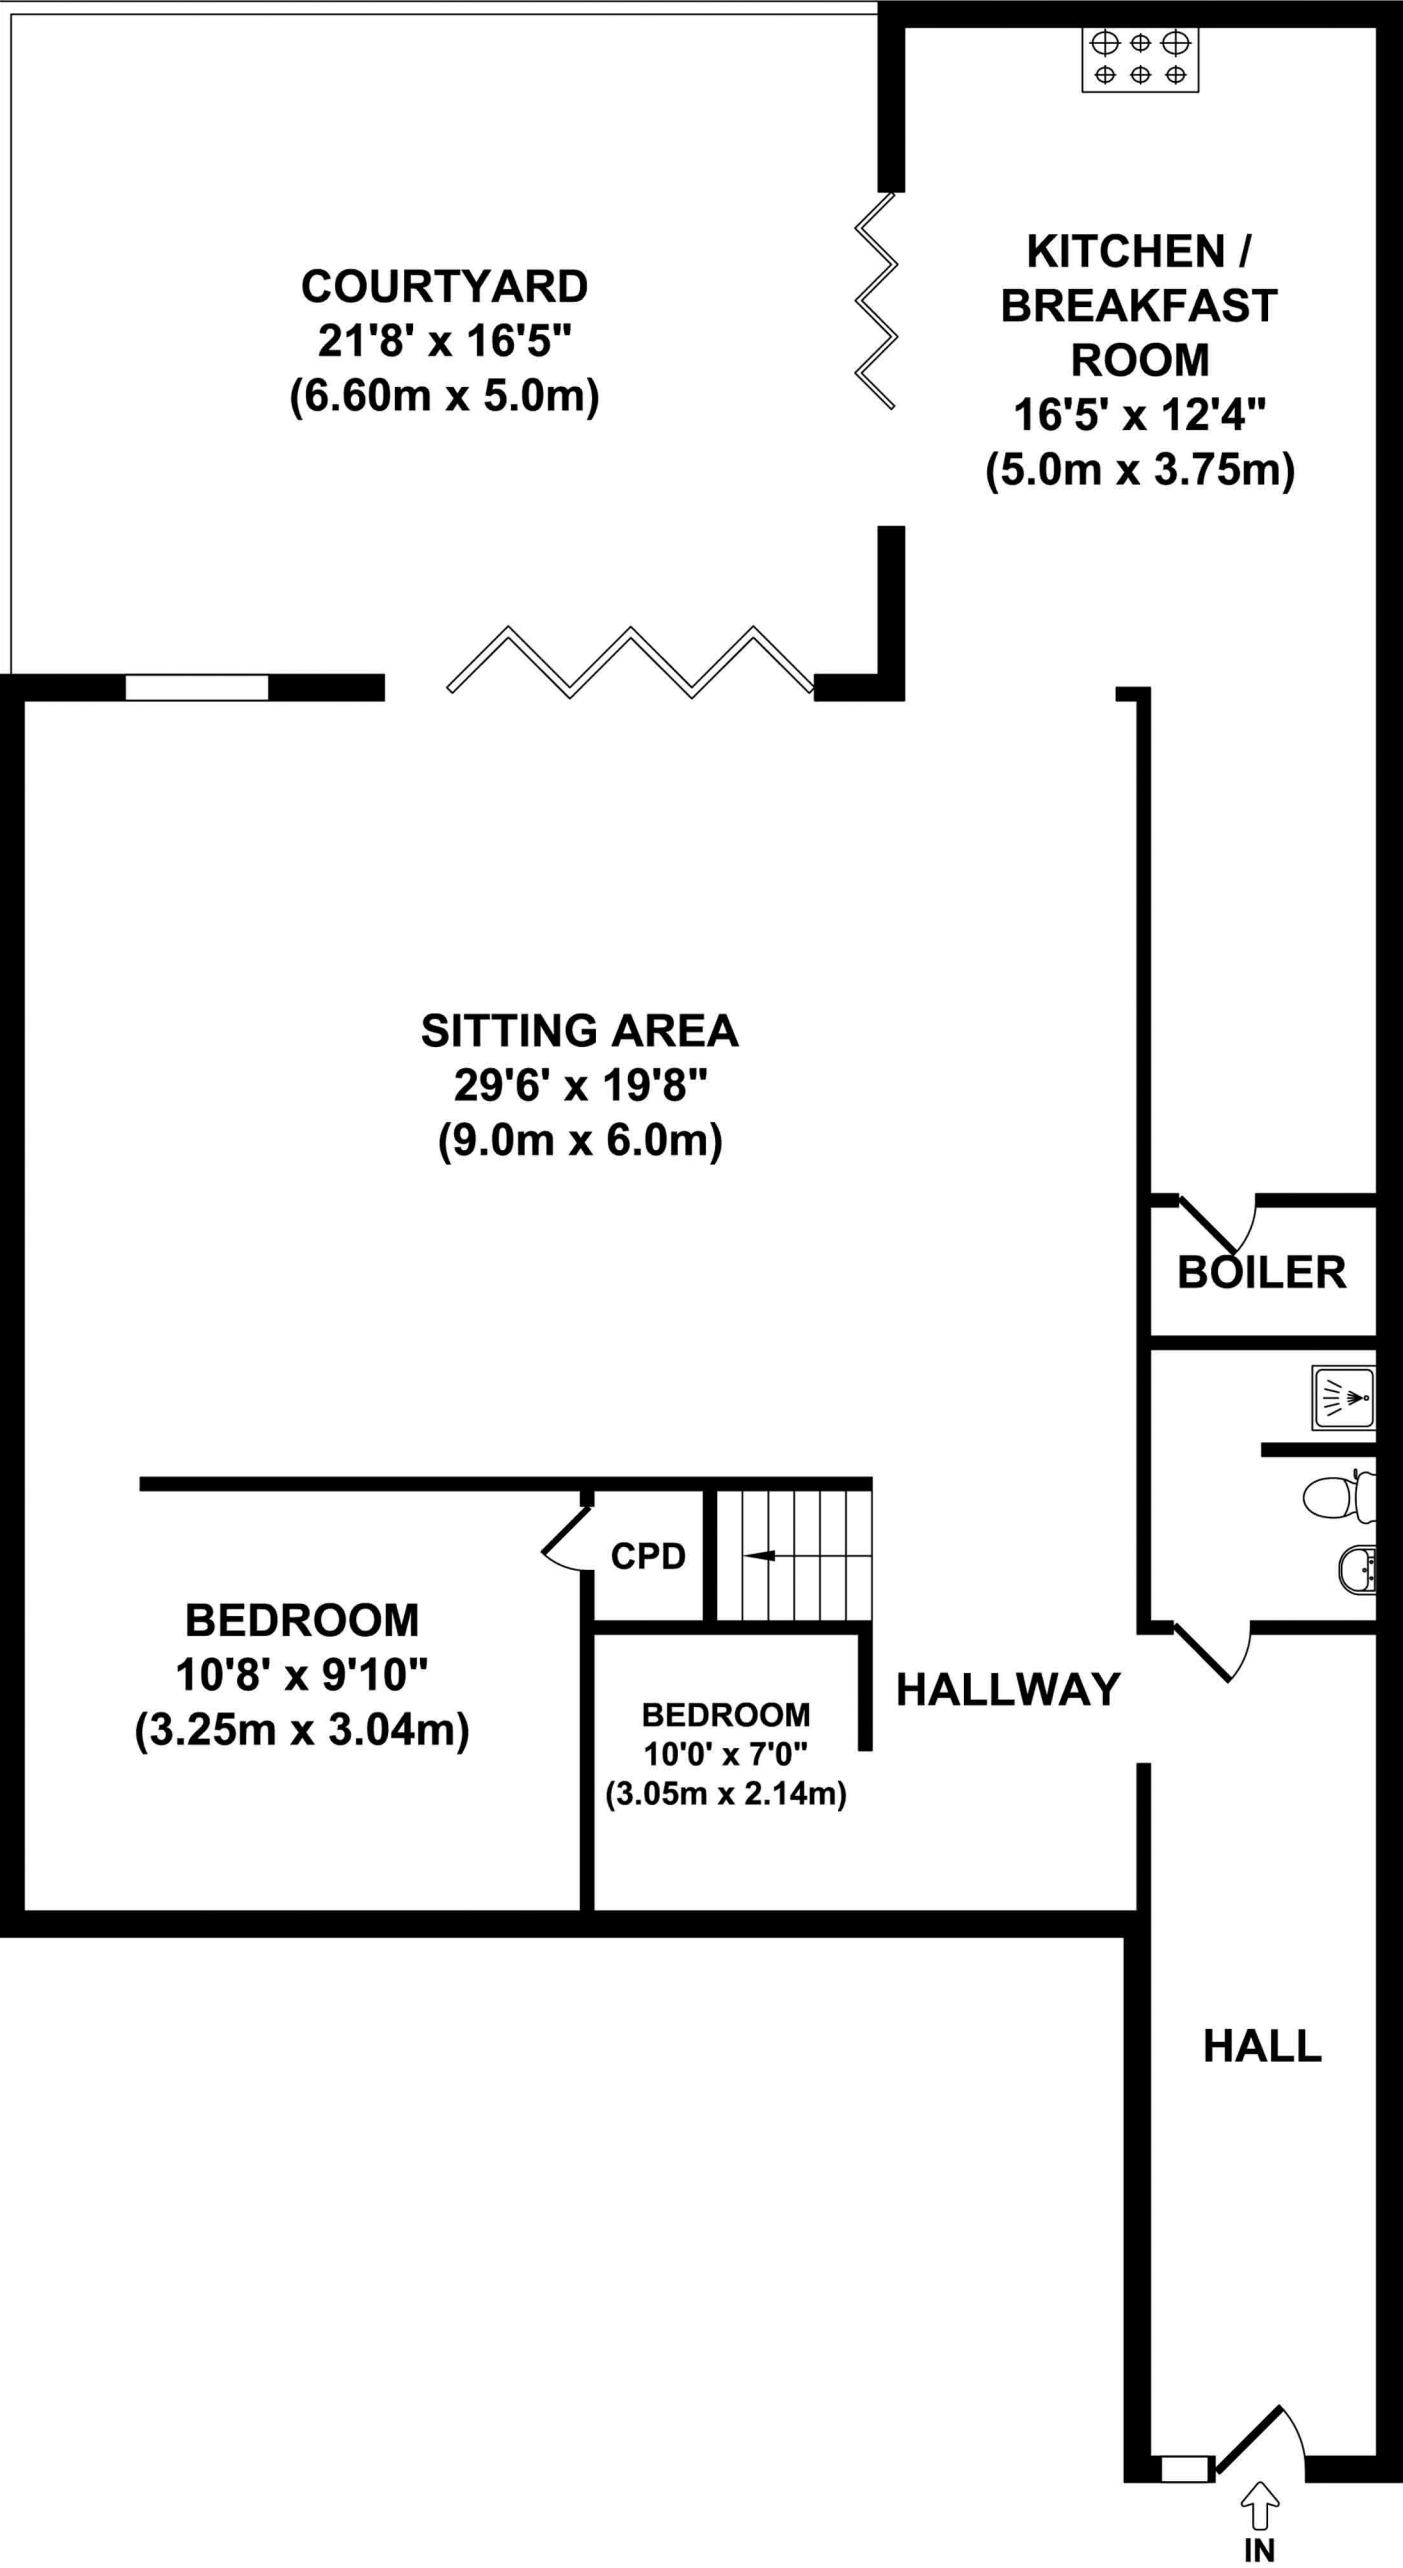 COURTYARD
21'8' x 16'5"
(6.60m x 5.0m)
KITCHEN /
BREAKFAST
ROOM
16'5' x 12'4"
(5.0m x 3.75m)
SITTING AREA
29'6' x 19'8"
(9.0m x 6.0m)
BOILER
CPD
BEDROOM
10'8' x 9'10"
(3.25m x 3.04m)
BEDROOM
10'0' x 7'0"
(3.05m x 2.14m)
HALLWAY
HALL
IN